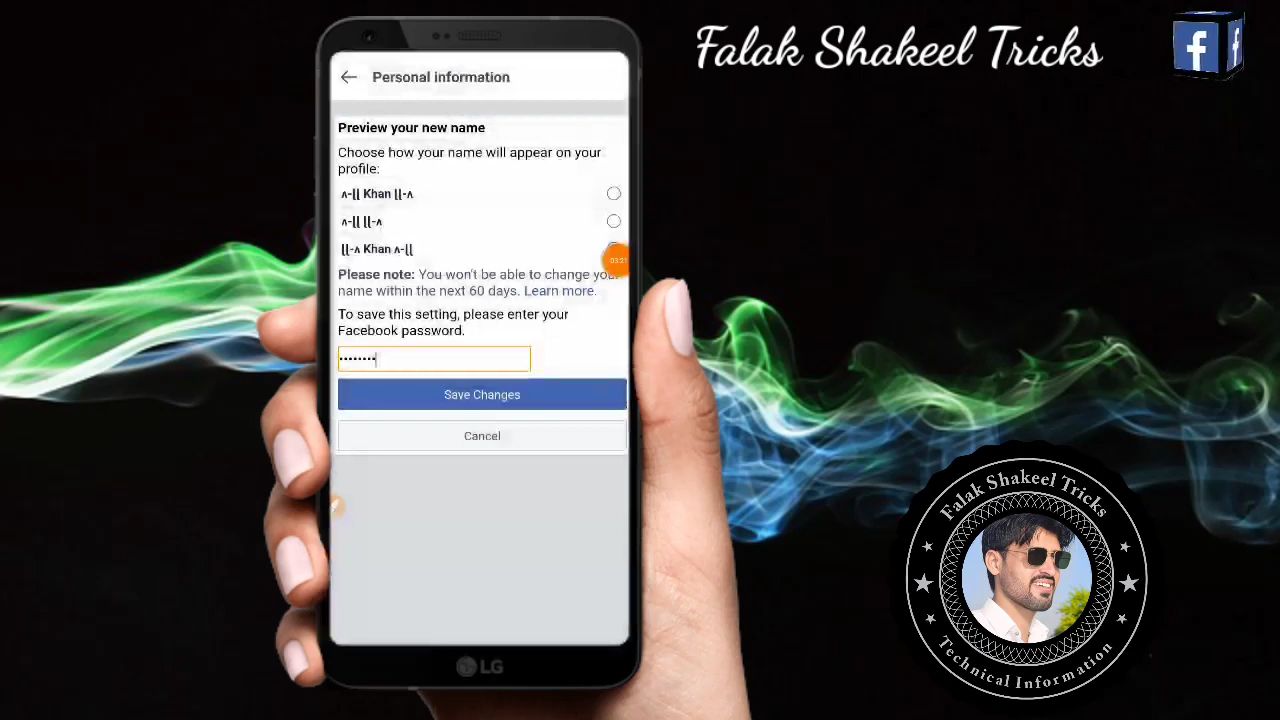 Falak Shakeel Tricks
f
f
Personal information
Preview your new name
Choose how your name will appear on your
profile:
ʌ-⁅⁅ Khan ⁅⁅-ʌ
ʌ-⁅⁅ ⁅⁅-ʌ
⁅⁅-ʌ Khan ʌ-⁅⁅
03:21
Please note: You won't be able to change your
name within the next 60 days. Learn more.
To save this setting, please enter your
Facebook password.
••••••••
Save Changes
Cancel
LG
Falak Shakeel Tricks
Technical Information